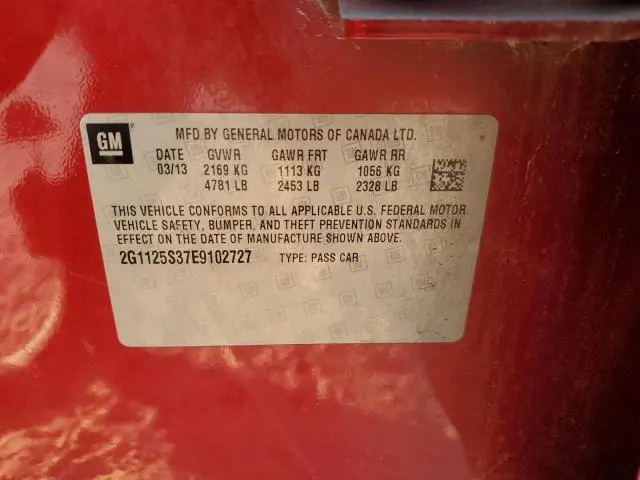 GM
MFD BY GENERAL MOTORS OF CANADA LTD.
DATE GVWR GAWR FRT GAWR RR
03/13 2169 KG 1113 KG 1056 KG
4781 LB 2453 LB 2328 LB
THIS VEHICLE CONFORMS TO ALL APPLICABLE U.S. FEDERAL MOTOR
VEHICLE SAFETY, BUMPER, AND THEFT PREVENTION STANDARDS IN
EFFECT ON THE DATE OF MANUFACTURE SHOWN ABOVE.
2G1125S37E9102727 TYPE: PASS CAR